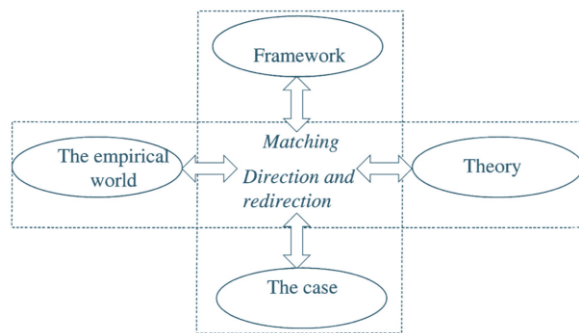 Framework
Matching
The empirical
world
Theory
Direction and
redirection
The case